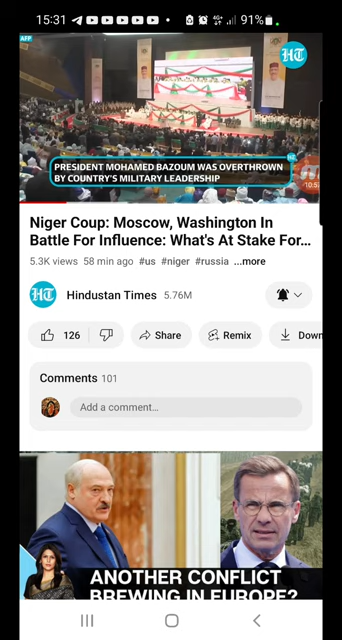 15:31
4G+
91%
AFP
HT
HT
PRESIDENT MOHAMED BAZOUM WAS OVERTHROWN
BY COUNTRY'S MILITARY LEADERSHIP
Niger Coup: Moscow, Washington In
Battle For Influence: What's At Stake For...
5.3K views 58 min ago #us #niger #russia ...more
HT Hindustan Times 5.76M
126 Share Remix Down
Comments 101
Add a comment...
ANOTHER CONFLICT
BREWING IN EUROPE?